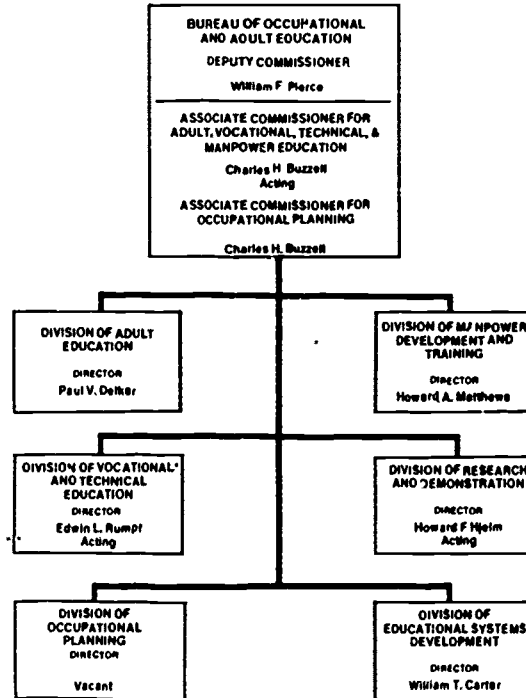 BUREAU OF OCCUPATIONAL
AND ADULT EDUCATION
DEPUTY COMMISSIONER
William F Pierce
ASSOCIATE COMMISSIONER FOR
ADULT, VOCATIONAL, TECHNICAL, &
MANPOWER EDUCATION
Charles H Buzzell
Acting
ASSOCIATE COMMISSIONER FOR
OCCUPATIONAL PLANNING
Charles H. Buzzell
DIVISION OF ADULT
EDUCATION
DIRECTOR
Paul V. Delker
DIVISION OF MANPOWER
DEVELOPMENT AND
TRAINING
DIRECTOR
Howard A. Matthews
DIVISION OF VOCATIONAL
AND TECHNICAL
EDUCATION
DIRECTOR
Edwin L. Rumpf
Acting
DIVISION OF RESEARCH
AND DEMONSTRATION
DIRECTOR
Howard F Hjelm
Acting
DIVISION OF
OCCUPATIONAL
PLANNING
DIRECTOR
Vacant
DIVISION OF
EDUCATIONAL SYSTEMS
DEVELOPMENT
DIRECTOR
William T. Carter